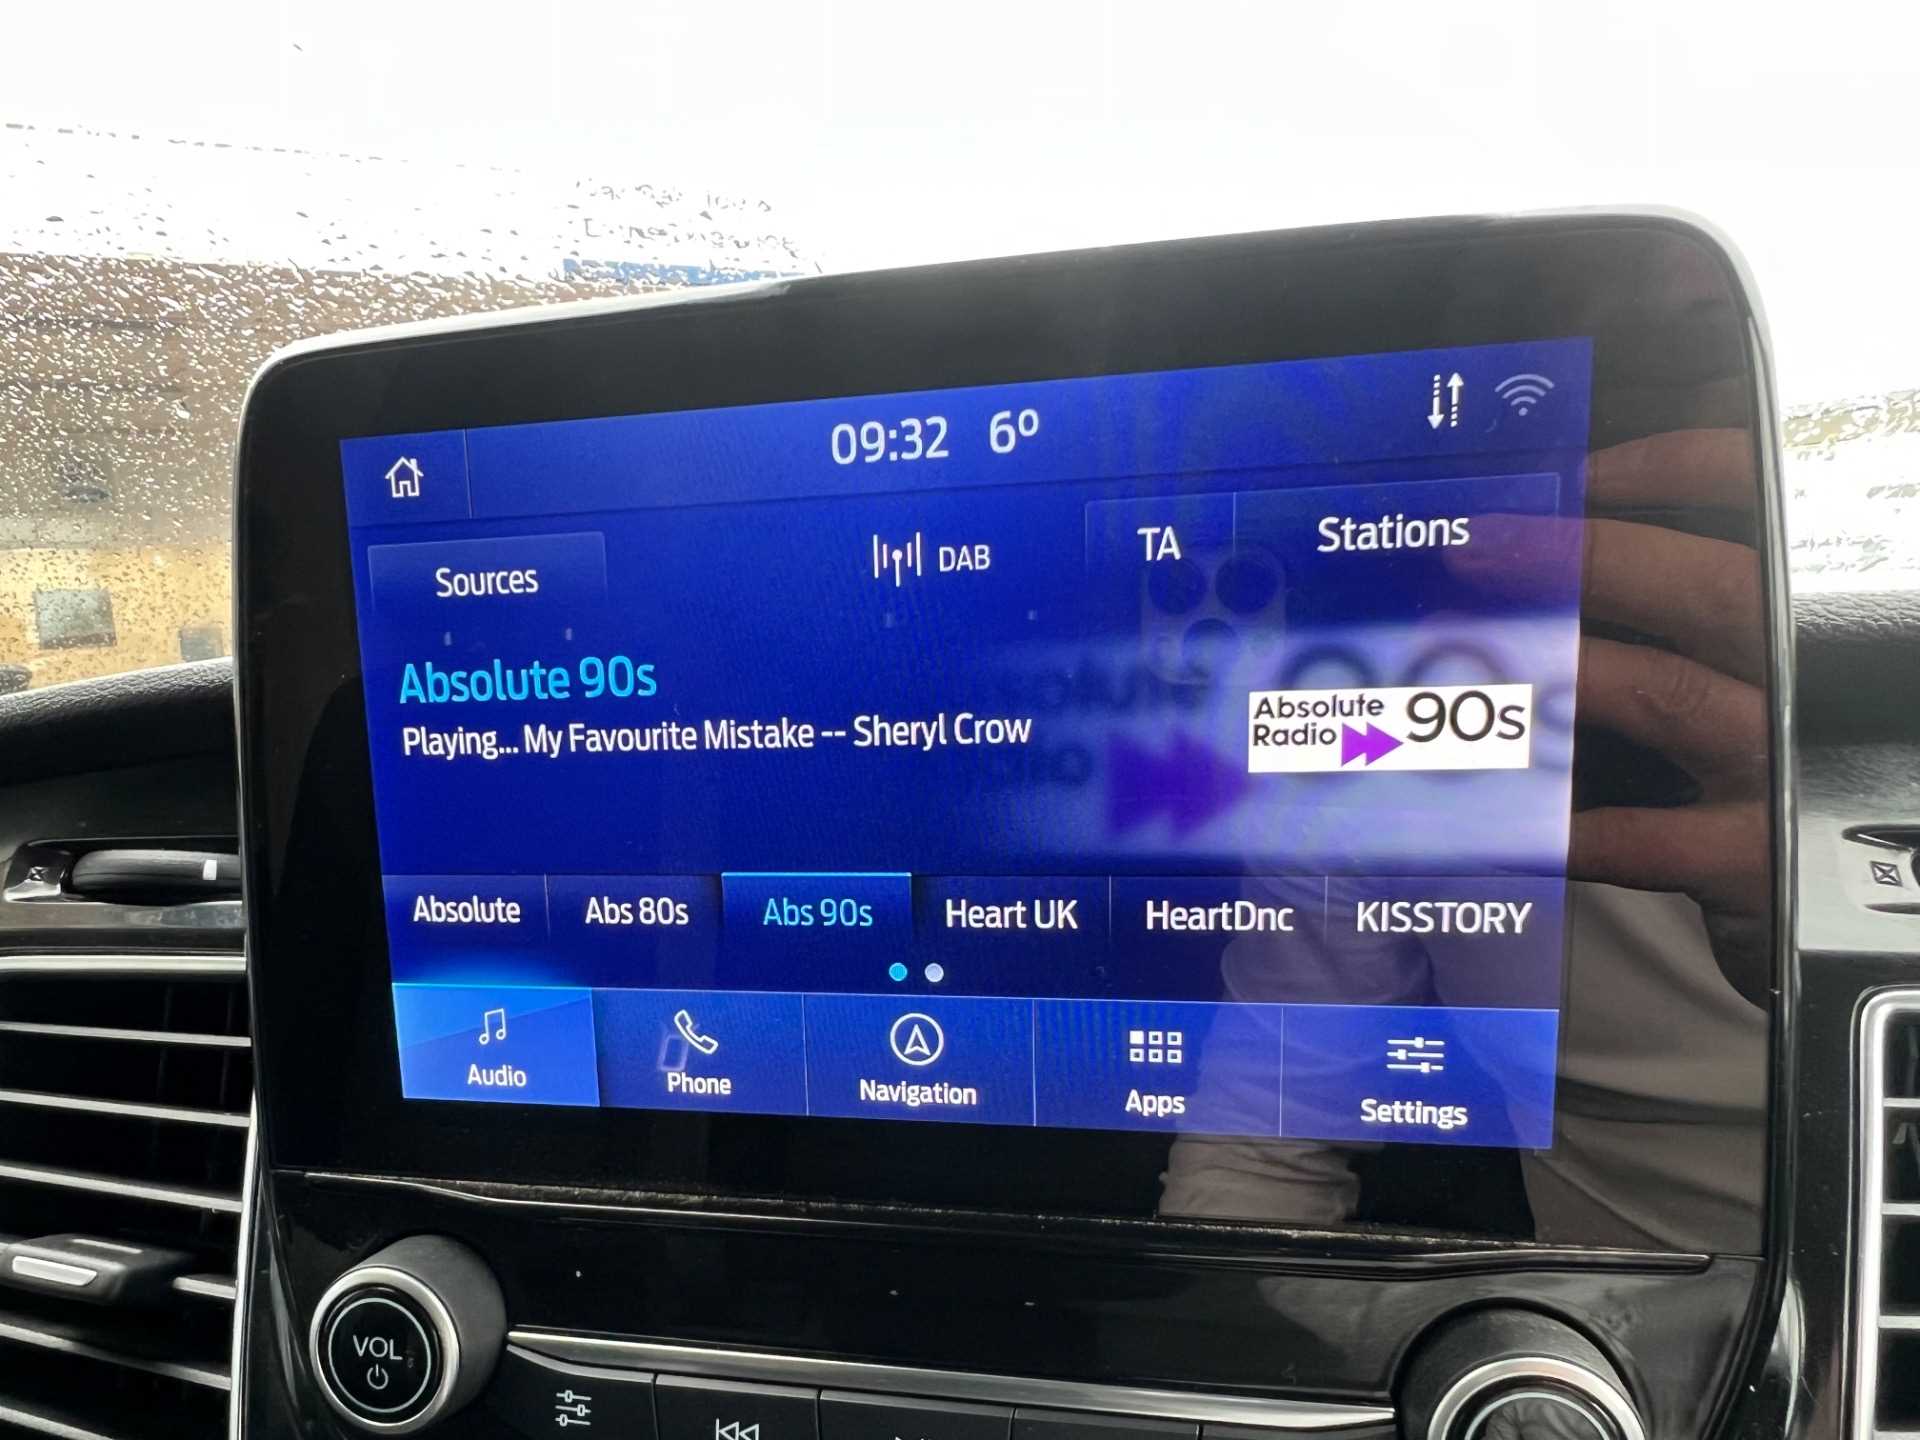 09:32 6º
Sources
DAB
TA
Stations
Absolute 90s
Playing... My Favourite Mistake -- Sheryl Crow
Absolute
Radio
90s
Absolute
Abs 80s
Abs 90s
Heart UK
HeartDnc
KISSTORY
Audio
Phone
Navigation
Apps
Settings
VOL